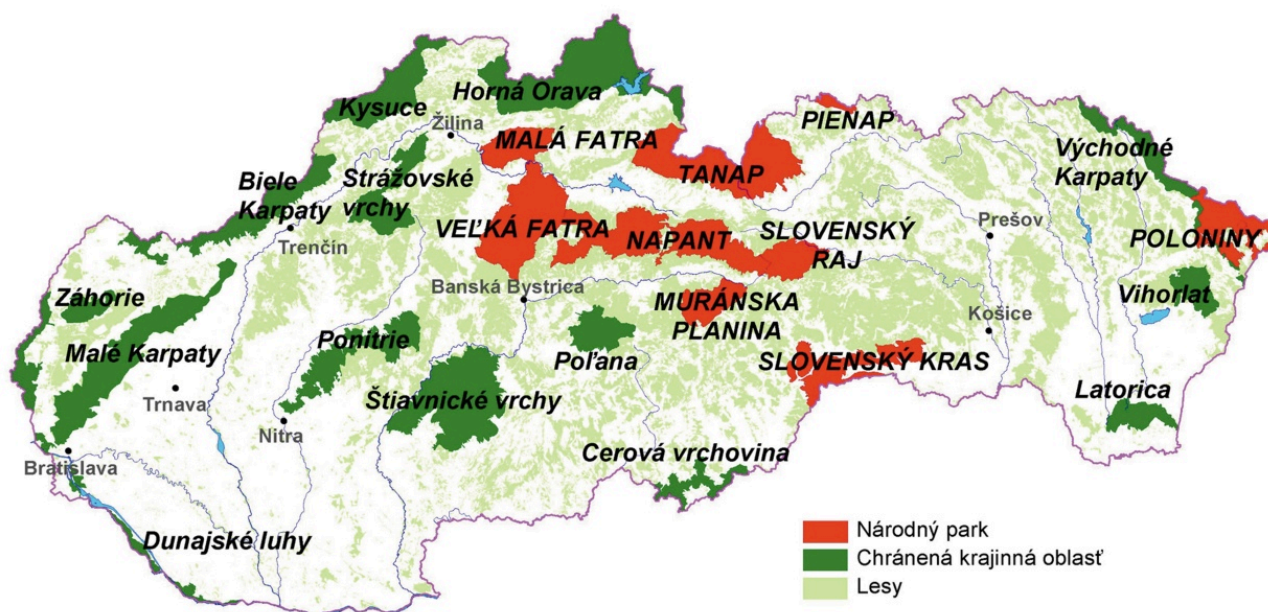 Kysuce
Horná Orava
Žilina
MALÁ FATRA
PIENAP
Východné
Karpaty
TANAP
Biele
Karpaty
Strážovské
vrchy
Trenčín
VEĽKÁ FATRA
NAPANT
SLOVENSKÝ
RAJ
Prešov
POLONINY
Záhorie
Banská Bystrica
MURÁNSKA
PLANINA
Vihorlat
Malé Karpaty
Ponitrie
Poľana
Košice
SLOVENSKÝ KRAS
Trnava
Štiavnické vrchy
Latorica
Nitra
Bratislava
Cerová vrchovina
Dunajské luhy
Národný park
Chránená krajinná oblasť
Lesy